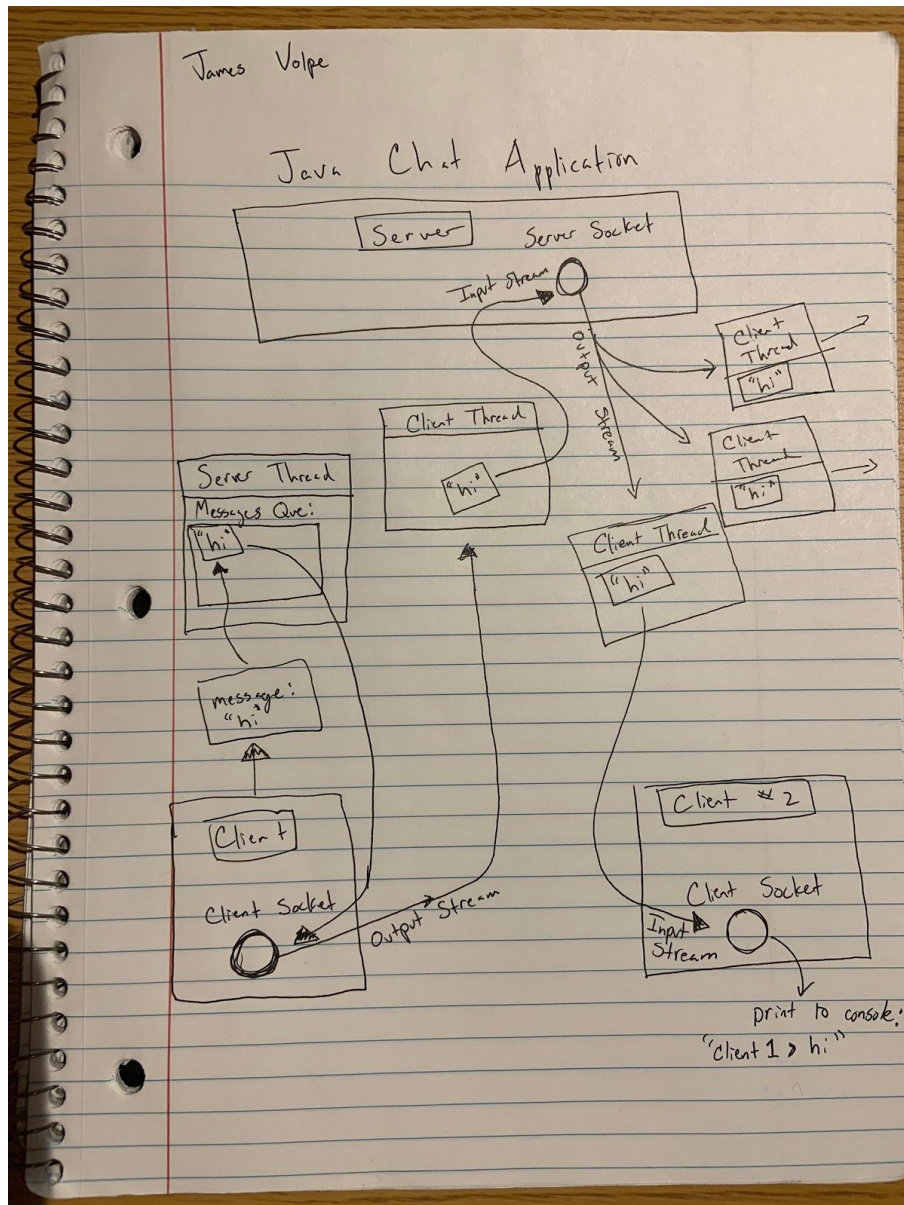 James Volpe
Java Chat Application
Server
Server Socket
Input Stream
Output Stream
Client
Thread
"hi"
Client Thread
"hi"
Client
Thread
"hi"
Server Thread
Messages Que:
"hi"
Client Thread
"hi"
message:
"hi"
Client
Client Socket
Output Stream
Client #2
Client Socket
Input
Stream
print to console:
"Client 1 > hi"